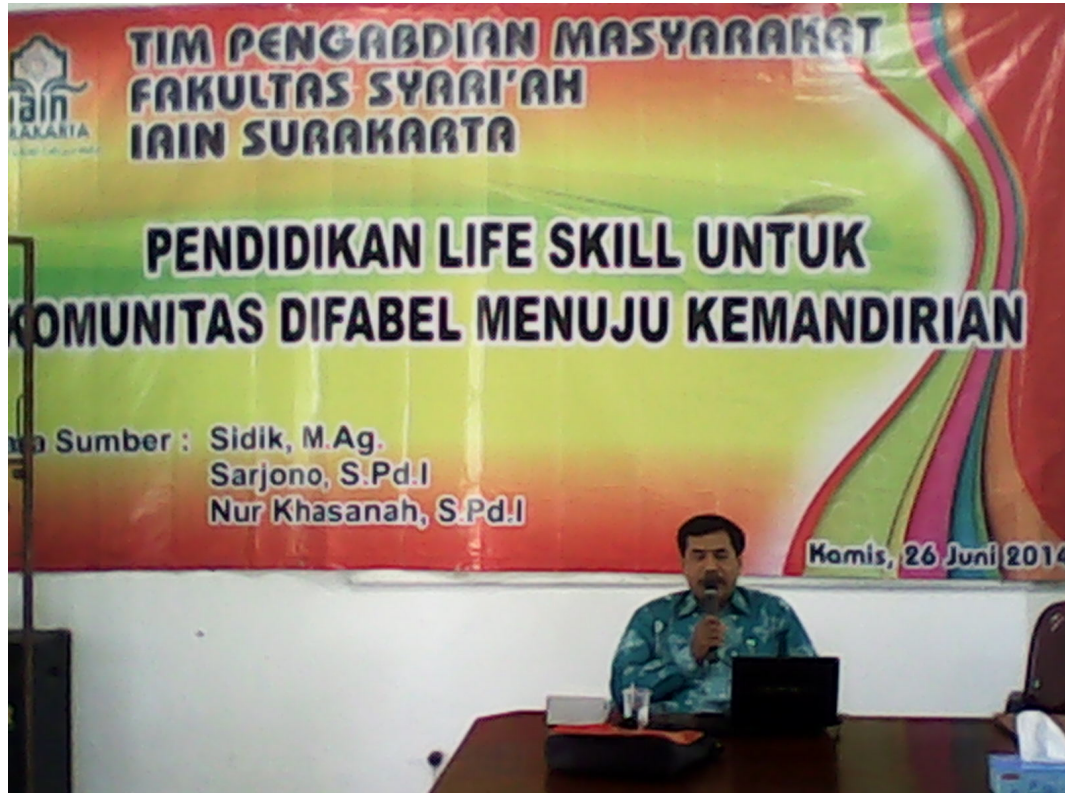 iain
TIM PENGABDIAN MASYARAKAT
FAKULTAS SYARI'AH
IAIN SURAKARTA
PENDIDIKAN LIFE SKILL UNTUK
KOMUNITAS DIFABEL MENUJU KEMANDIRIAN
Sumber : Sidik, M.Ag.
Sarjono, S.Pd.I
Nur Khasanah, S.Pd.I
Kamis, 26 Juni 2014